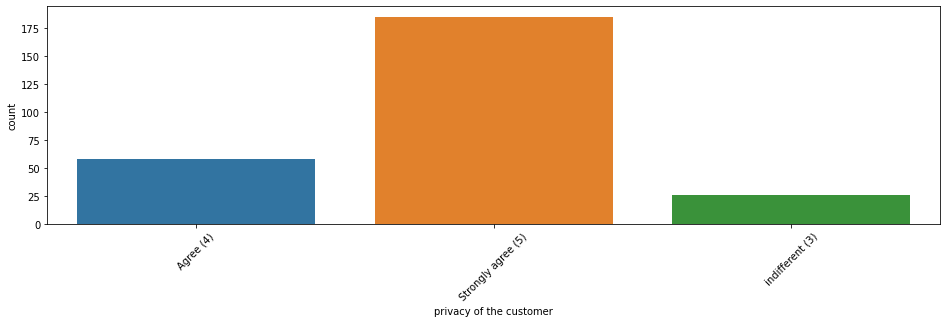 175
150
125
100
75
50
25
0
count
Agree (4)
Strongly agree (5)
indifferent (3)
privacy of the customer